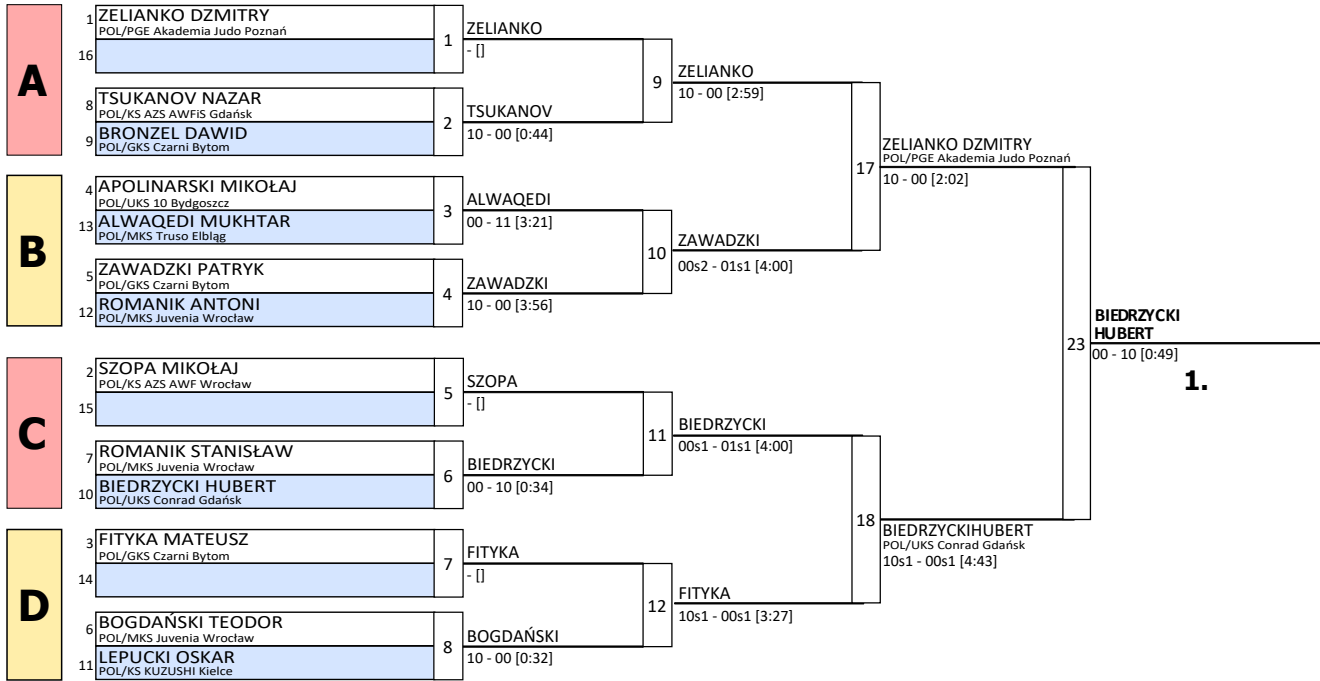 A
1 ZELIANKO DZMITRY
POL/PGE Akademia Judo Poznań
16
1
ZELIANKO
- []
8 TSUKANOV NAZAR
POL/KS AZS AWFiS Gdańsk
9 BRONZEL DAWID
POL/GKS Czarni Bytom
2
TSUKANOV
10 - 00 [0:44]
9
ZELIANKO
10 - 00 [2:59]
B
4 APOLINARSKI MIKOŁAJ
POL/UKS 10 Bydgoszcz
13 ALWAQEDI MUKHTAR
POL/MKS Truso Elbląg
3
ALWAQEDI
00 - 11 [3:21]
5 ZAWADZKI PATRYK
POL/GKS Czarni Bytom
12 ROMANIK ANTONI
POL/MKS Juvenia Wrocław
4
ZAWADZKI
10 - 00 [3:56]
10
ZAWADZKI
00s2 - 01s1 [4:00]
17
ZELIANKO DZMITRY
POL/PGE Akademia Judo Poznań
10 - 00 [2:02]
C
2 SZOPA MIKOŁAJ
POL/KS AZS AWF Wrocław
15
5
SZOPA
- []
7 ROMANIK STANISŁAW
POL/MKS Juvenia Wrocław
10 BIEDRZYCKI HUBERT
POL/UKS Conrad Gdańsk
6
BIEDRZYCKI
00 - 10 [0:34]
11
BIEDRZYCKI
00s1 - 01s1 [4:00]
D
3 FITYKA MATEUSZ
POL/GKS Czarni Bytom
14
7
FITYKA
- []
6 BOGDAŃSKI TEODOR
POL/MKS Juvenia Wrocław
11 LEPUCKI OSKAR
POL/KS KUZUSHI Kielce
8
BOGDAŃSKI
10 - 00 [0:32]
12
FITYKA
10s1 - 00s1 [3:27]
18
BIEDRZYCKIHUBERT
POL/UKS Conrad Gdańsk
10s1 - 00s1 [4:43]
23
BIEDRZYCKI
HUBERT
00 - 10 [0:49]
1.